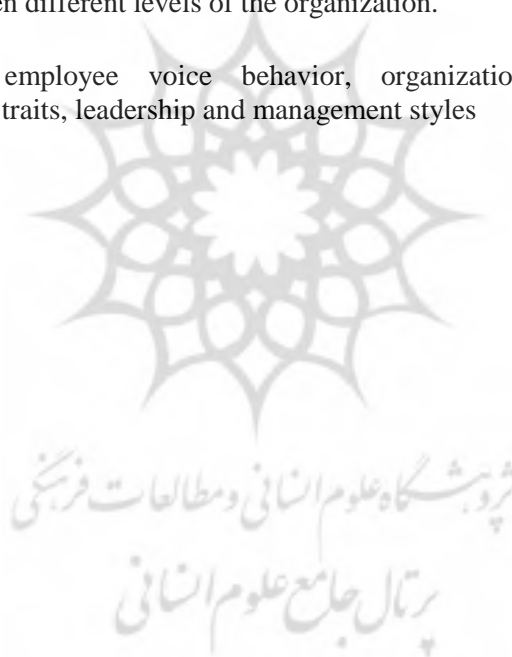 en different levels of the organization.
employee voice behavior, organizatio
traits, leadership and management styles
پژوهشگاه علوم انسانی و مطالعات فرهنگی
پرتال جامع علوم انسانی